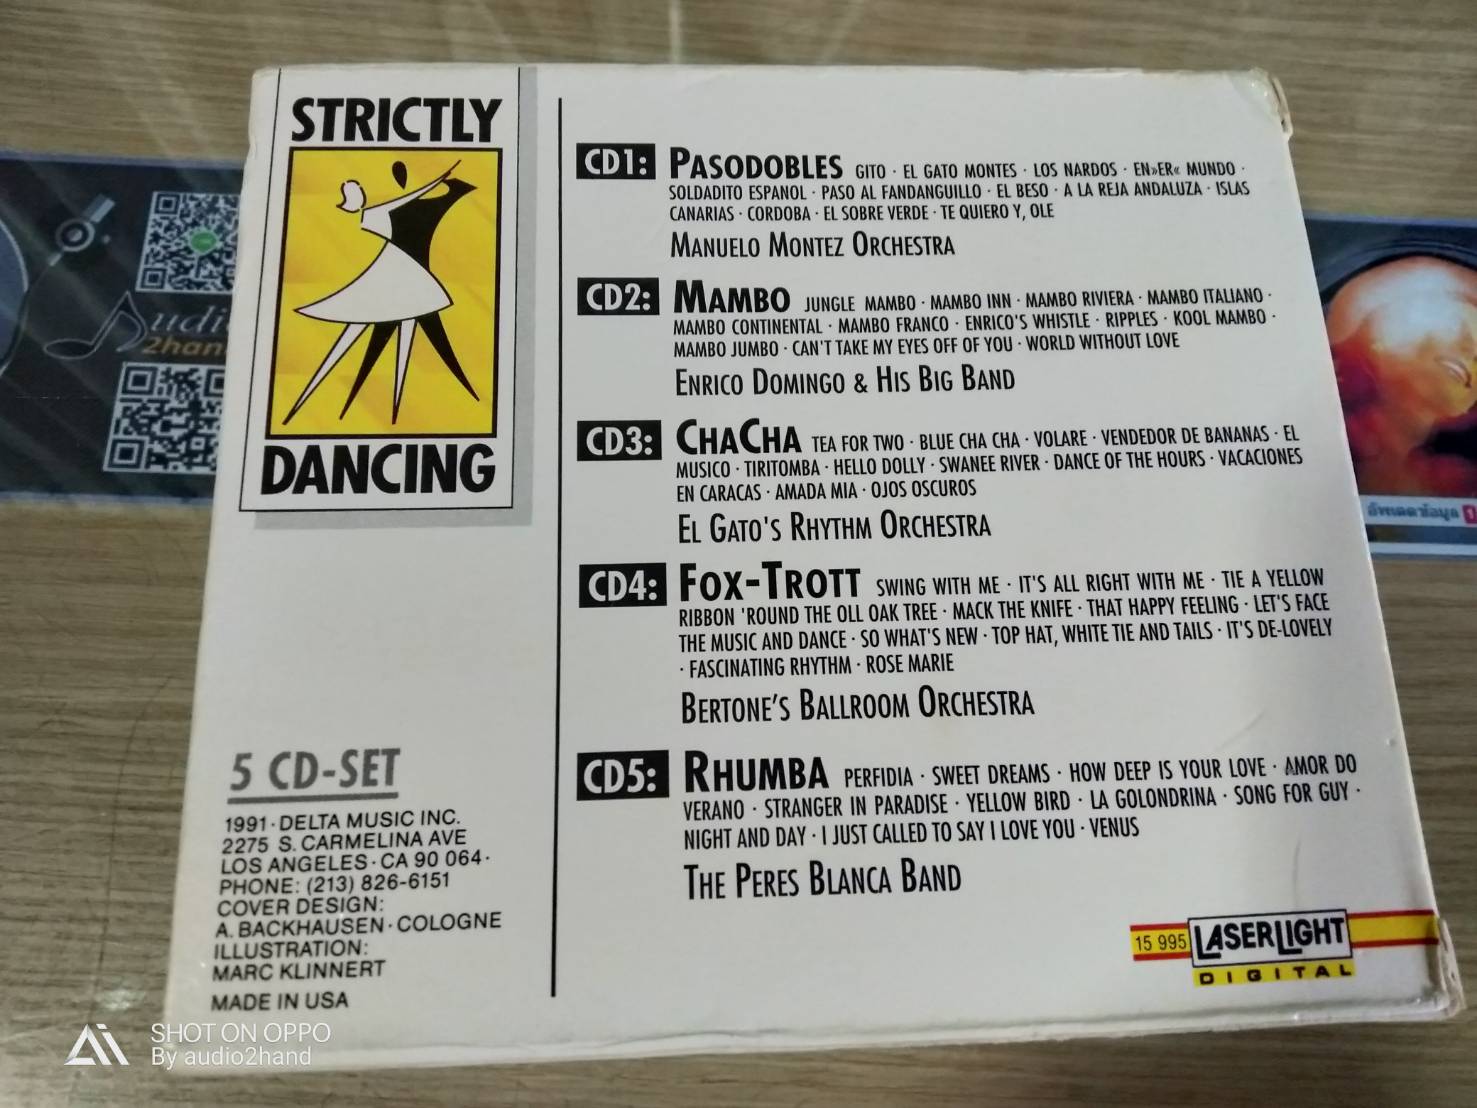 STRICTLY
DANCING
5 CD-SET
1991·DELTA MUSIC INC.
2275 S. CARMELINA AVE
LOS ANGELES·CA 90 064·
PHONE: (213) 826-6151
COVER DESIGN:
A. BACKHAUSEN·COLOGNE
ILLUSTRATION:
MARC KLINNERT
MADE IN USA
CD1: PASODOBLES GITO · EL GATO MONTES · LOS NARDOS · EN»ER« MUNDO ·
SOLDADITO ESPANOL · PASO AL FANDANGUILLO · EL BESO · A LA REJA ANDALUZA · ISLAS
CANARIAS · CORDOBA · EL SOBRE VERDE · TE QUIERO Y, OLE
MANUELO MONTEZ ORCHESTRA
CD2: MAMBO JUNGLE MAMBO · MAMBO INN · MAMBO RIVIERA · MAMBO ITALIANO ·
MAMBO CONTINENTAL · MAMBO FRANCO · ENRICO'S WHISTLE · RIPPLES · KOOL MAMBO ·
MAMBO JUMBO · CAN'T TAKE MY EYES OFF OF YOU · WORLD WITHOUT LOVE
ENRICO DOMINGO & HIS BIG BAND
CD3: CHACHA TEA FOR TWO · BLUE CHA CHA · VOLARE · VENDEDOR DE BANANAS · EL
MUSICO · TIRITOMBA · HELLO DOLLY · SWANEE RIVER · DANCE OF THE HOURS · VACACIONES
EN CARACAS · AMADA MIA · OJOS OSCUROS
EL GATO'S RHYTHM ORCHESTRA
CD4: FOX-TROTT SWING WITH ME · IT'S ALL RIGHT WITH ME · TIE A YELLOW
RIBBON 'ROUND THE OLL OAK TREE · MACK THE KNIFE · THAT HAPPY FEELING · LET'S FACE
THE MUSIC AND DANCE · SO WHAT'S NEW · TOP HAT, WHITE TIE AND TAILS · IT'S DE-LOVELY
· FASCINATING RHYTHM · ROSE MARIE
BERTONE'S BALLROOM ORCHESTRA
CD5: RHUMBA PERFIDIA · SWEET DREAMS · HOW DEEP IS YOUR LOVE · AMOR DO
VERANO · STRANGER IN PARADISE · YELLOW BIRD · LA GOLONDRINA · SONG FOR GUY ·
NIGHT AND DAY · I JUST CALLED TO SAY I LOVE YOU · VENUS
THE PERES BLANCA BAND
15 995 LASERLIGHT
DIGITAL
อัพเดตข้อมูล
SHOT ON OPPO
By audio2hand